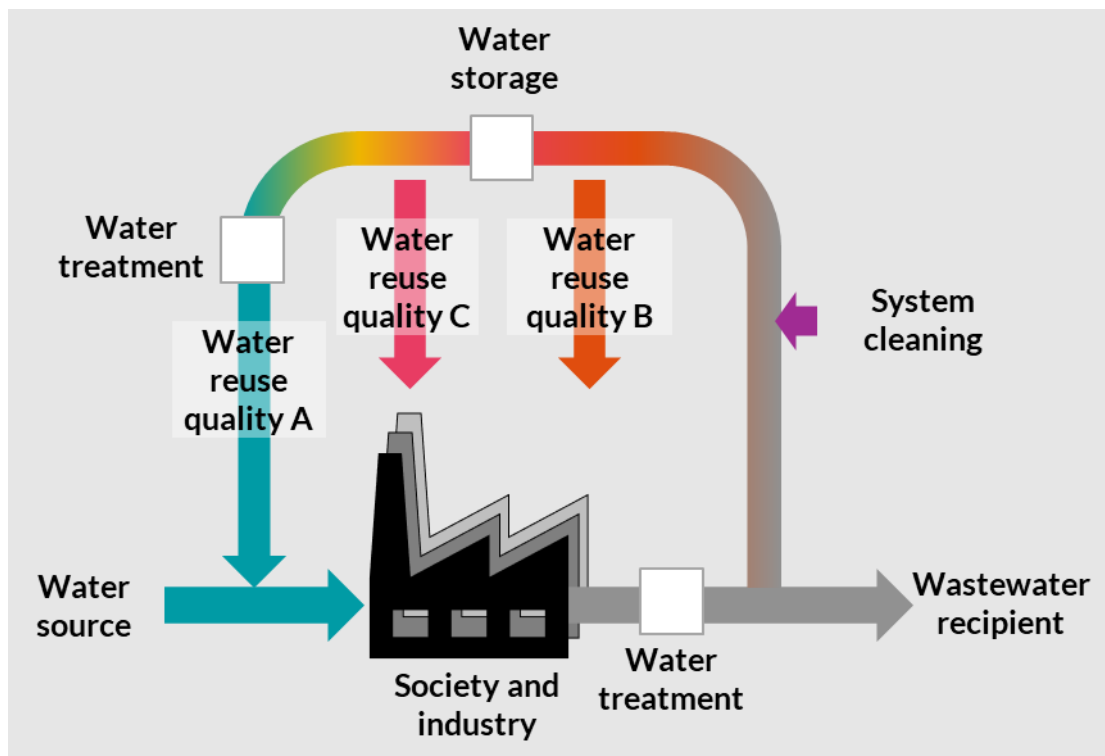 Water
storage
Water
treatment
Water
reuse
quality C
Water
reuse
quality B
System
cleaning
Water
reuse
quality A
Water
source
Wastewater
recipient
Society and
industry
Water
treatment